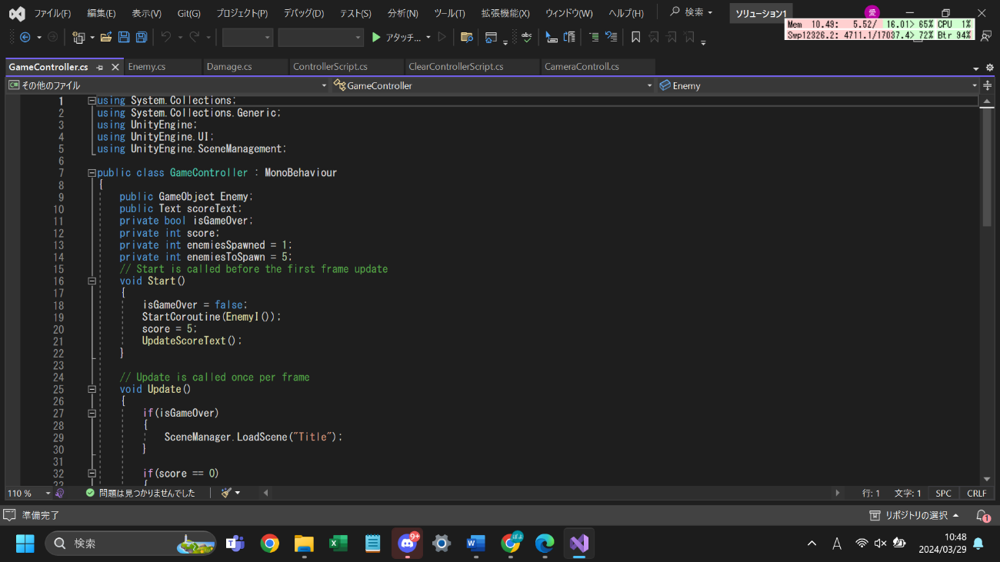 ファイル(F) 編集(E) 表示(V) Git(G) プロジェクト(P) デバッグ(D) テスト(S) 分析(N) ツール(T) 拡張機能(X) ウィンドウ(W) ヘルプ(H) 検索 ソリューション1 愛
Mem 10.49: 5.52/ 16.01> 65% CPU 1%
Swp12326.2: 4711.1/17037.4> 72% Btr 94%
アタッチ... abc
GameController.cs Enemy.cs Damage.cs ControllerScript.cs ClearControllerScript.cs CameraControll.cs
その他のファイル GameController Enemy
1 using System.Collections;
2 using System.Collections.Generic;
3 using UnityEngine;
4 using UnityEngine.UI;
5 using UnityEngine.SceneManagement;
6
7 public class GameController : MonoBehaviour
8 {
9 public GameObject Enemy;
10 public Text scoreText;
11 private bool isGameOver;
12 private int score;
13 private int enemiesSpawned = 1;
14 private int enemiesToSpawn = 5;
15 // Start is called before the first frame update
16 void Start()
17 {
18 isGameOver = false;
19 StartCoroutine(EnemyI());
20 score = 5;
21 UpdateScoreText();
22 }
23
24 // Update is called once per frame
25 void Update()
26 {
27 if(isGameOver)
28 {
29 SceneManager.LoadScene("Title");
30 }
31
32 if(score == 0)
33 {
110 % 問題は見つかりませんでした 行: 1 文字: 1 SPC CRLF
準備完了 リポジトリの選択 1
検索 9+ A 10:48
2024/03/29